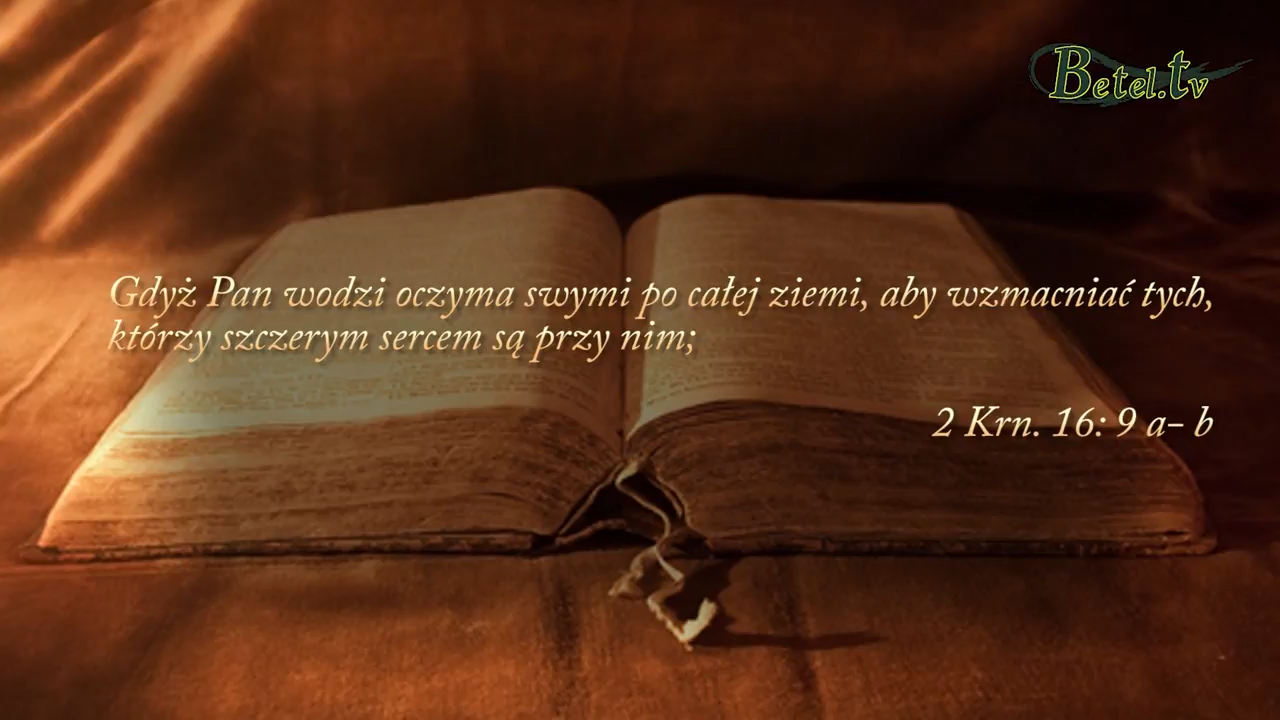 Betel.tv
Gdyż Pan wodzi oczyma swymi po całej ziemi, aby wzmacniać tych,
którzy szczerym sercem są przy nim;
2 Krn. 16: 9 a- b